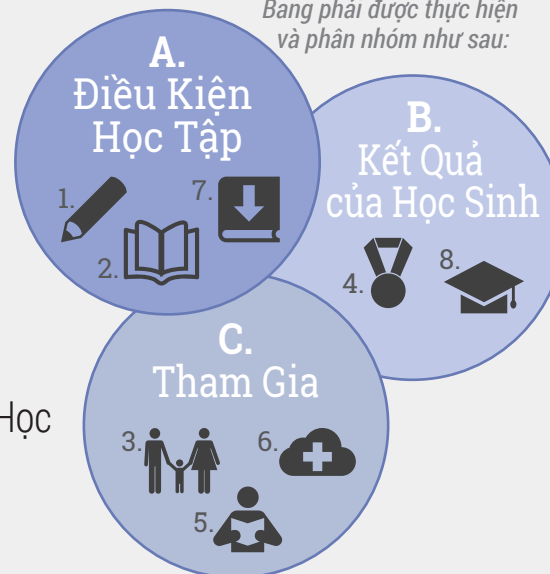 Bang phải được thực hiện
và phân nhóm như sau:
A.
Điều Kiện
Học Tập
1.
7.
2.
B.
Kết Quả
của Học Sinh
4.
8.
C.
Tham Gia
Học
3.
6.
5.